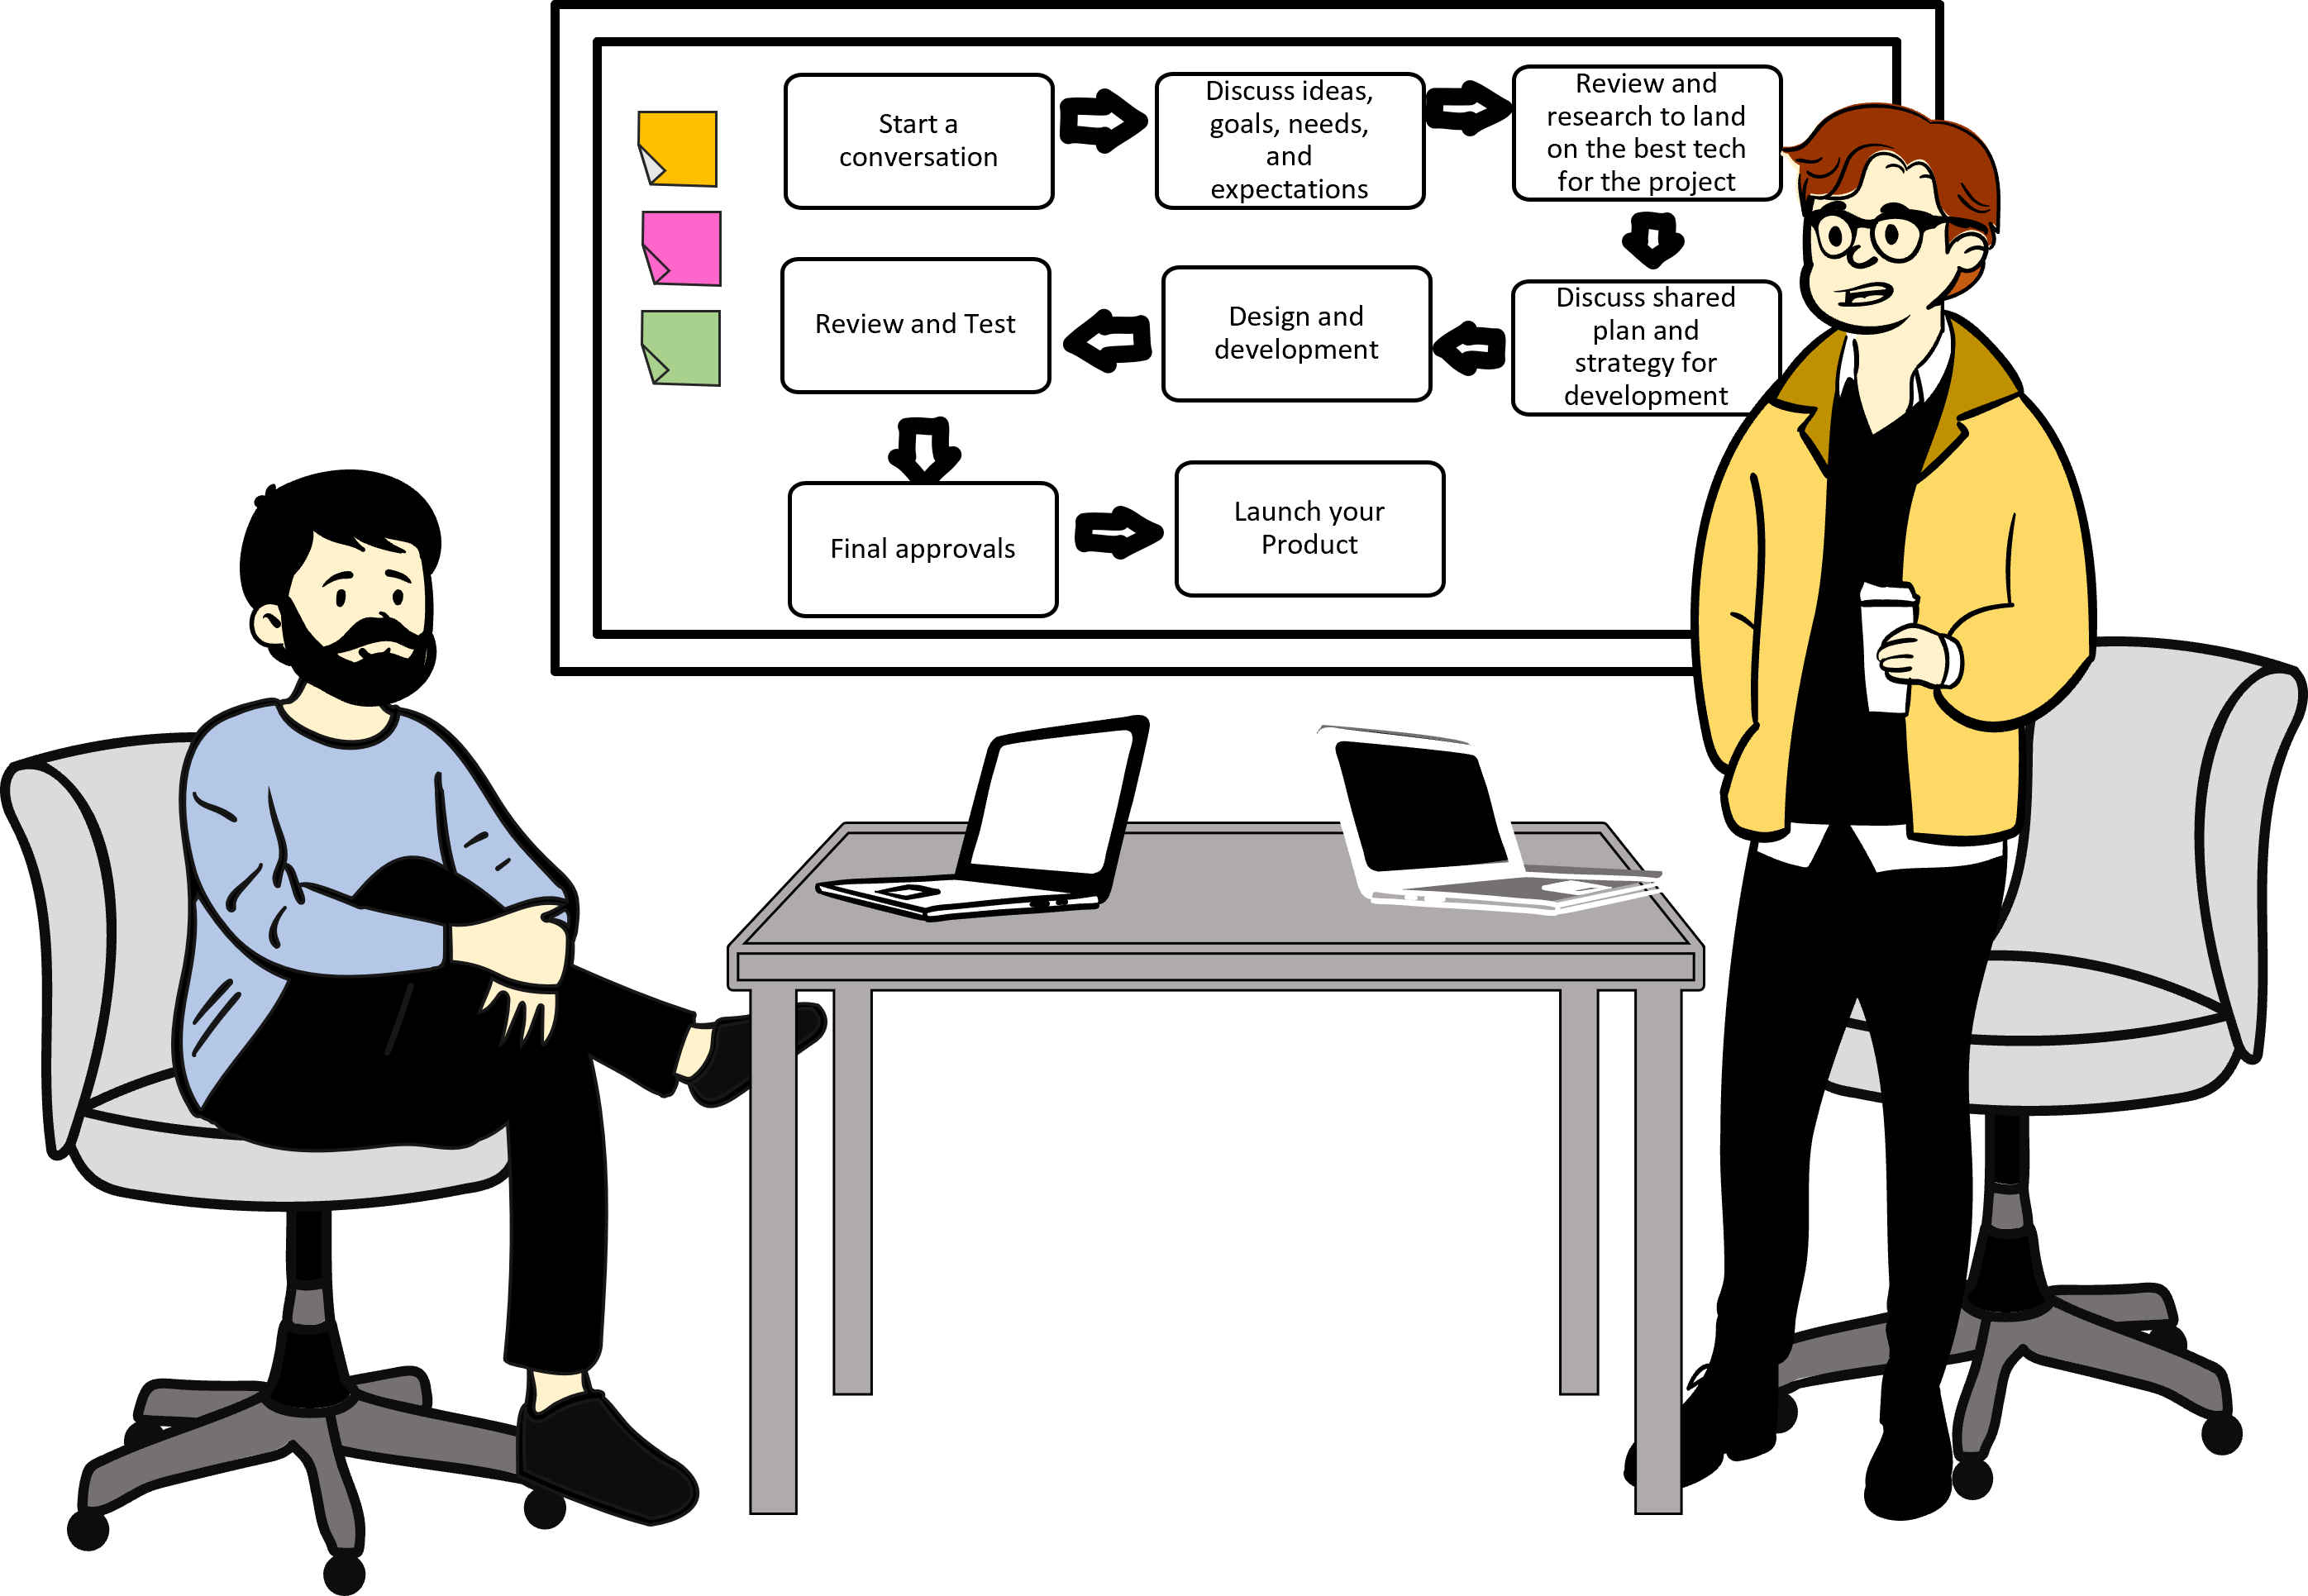 Start a
conversation
Discuss ideas,
goals, needs,
and
expectations
Review and
research to land
on the best tech
for the project
Discuss shared
plan and
strategy for
development
Design and
development
Review and Test
Final approvals
Launch your
Product